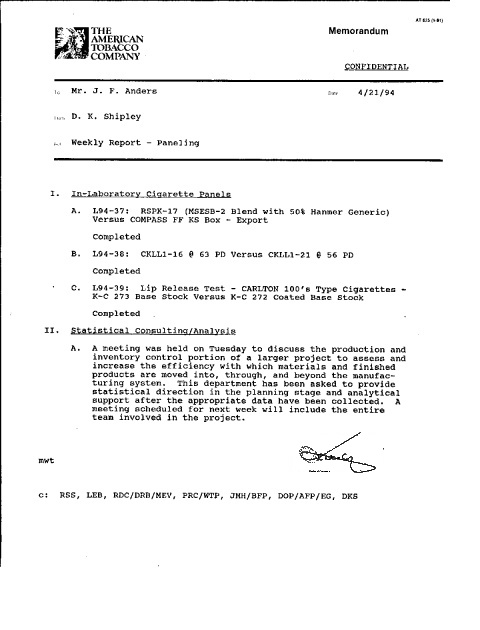 AT 825 (9-81)
THE
AMERICAN
TOBACCO
COMPANY
Memorandum
CONFIDENTIAL
To Mr. J. F. Anders
Date 4/21/94
From D. K. Shipley
Weekly Report - Paneling
I. In-Laboratory Cigarette Panels
A. L94-37: RSPK-17 (MSESB-2 Blend with 50% Hanmer Generic)
Versus COMPASS FF KS Box - Export
Completed
B. L94-38: CKLL1-16 @ 63 PD Versus CKLL1-21 @ 56 PD
Completed
C. L94-39: Lip Release Test - CARLTON 100's Type Cigarettes -
K-C 273 Base Stock Versus K-C 272 Coated Base Stock
Completed
II. Statistical Consulting/Analysis
A. A meeting was held on Tuesday to discuss the production and
inventory control portion of a larger project to assess and
increase the efficiency with which materials and finished
products are moved into, through, and beyond the manufac-
turing system. This department has been asked to provide
statistical direction in the planning stage and analytical
support after the appropriate data have been collected. A
meeting scheduled for next week will include the entire
team involved in the project.
mwt
c: RSS, LEB, RDC/DRB/MEV, PRC/WTP, JMH/BFP, DOP/AFP/EG, DKS